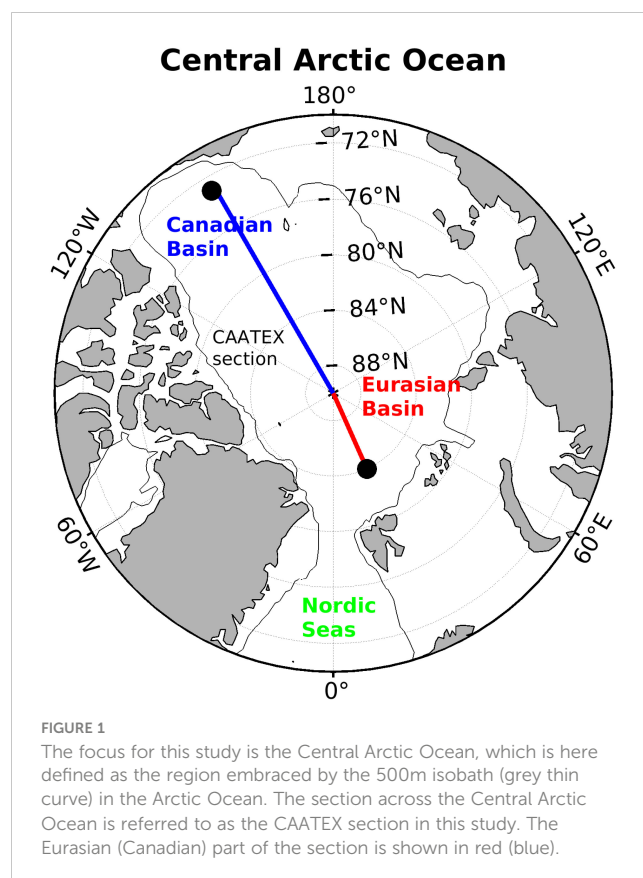 Central Arctic Ocean
180°
72°N
76°N
120°W
120°E
Canadian
Basin
80°N
84°N
CAATEX
section
88°N
Eurasian
Basin
60°W
60°E
Nordic
Seas
0°
FIGURE 1
The focus for this study is the Central Arctic Ocean, which is here
defined as the region embraced by the 500m isobath (grey thin
curve) in the Arctic Ocean. The section across the Central Arctic
Ocean is referred to as the CAATEX section in this study. The
Eurasian (Canadian) part of the section is shown in red (blue).